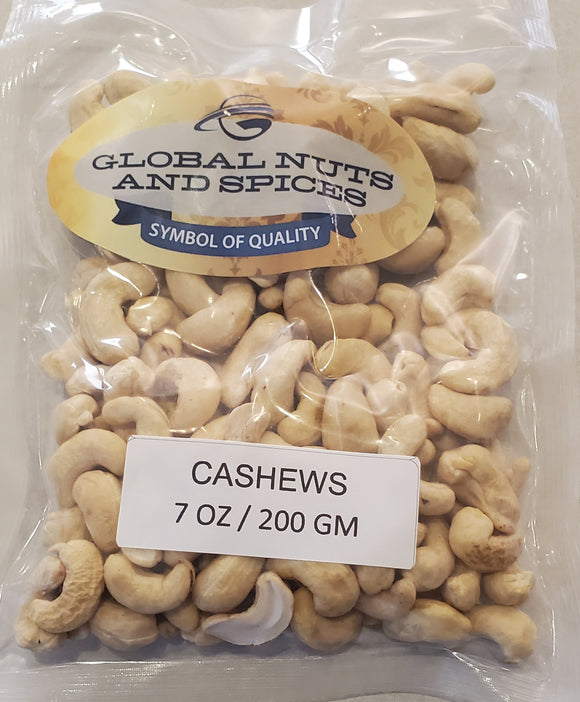 GLOBAL NUTS
AND SPICES
SYMBOL OF QUALITY
CASHEWS
7 OZ / 200 GM